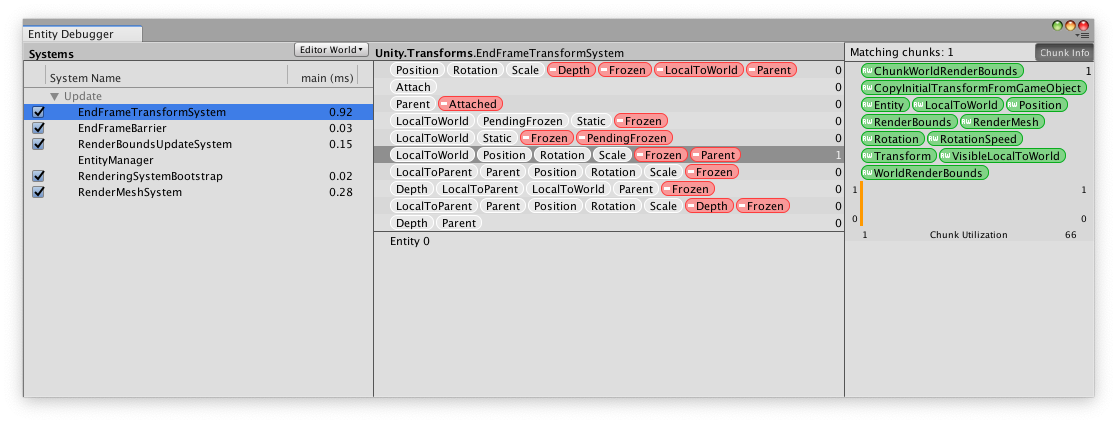 Entity Debugger
Systems
Editor World
System Name main (ms)
Update
EndFrameTransformSystem 0.92
EndFrameBarrier 0.03
RenderBoundsUpdateSystem 0.15
EntityManager
RenderingSystemBootstrap 0.02
RenderMeshSystem 0.28
Unity.Transforms.EndFrameTransformSystem
Position Rotation Scale Depth Frozen LocalToWorld Parent 0
Attach 0
Parent Attached 0
LocalToWorld PendingFrozen Static Frozen 0
LocalToWorld Static Frozen PendingFrozen 0
LocalToWorld Position Rotation Scale Frozen Parent 1
LocalToParent Parent Position Rotation Scale Frozen 0
Depth LocalToParent LocalToWorld Parent Frozen 0
LocalToParent Parent Position Rotation Scale Depth Frozen 0
Depth Parent 0
Entity 0
Matching chunks: 1 Chunk Info
RW ChunkWorldRenderBounds 1
RW CopyInitialTransformFromGameObject
RW Entity RW LocalToWorld RW Position
RW RenderBounds RW RenderMesh
RW Rotation RW RotationSpeed
RW Transform RW VisibleLocalToWorld
RW WorldRenderBounds
1 1
0 0
1 Chunk Utilization 66